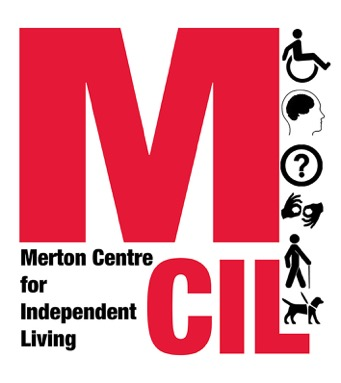 M
?
Merton Centre
for
Independent
Living
CIL